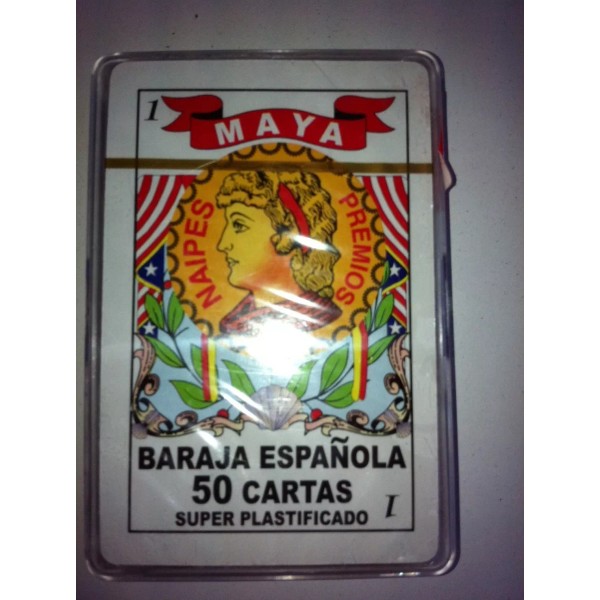 1
MAYA
NAIPES
PREMIOS
BARAJA ESPAÑOLA
50 CARTAS
SUPER PLASTIFICADO
1